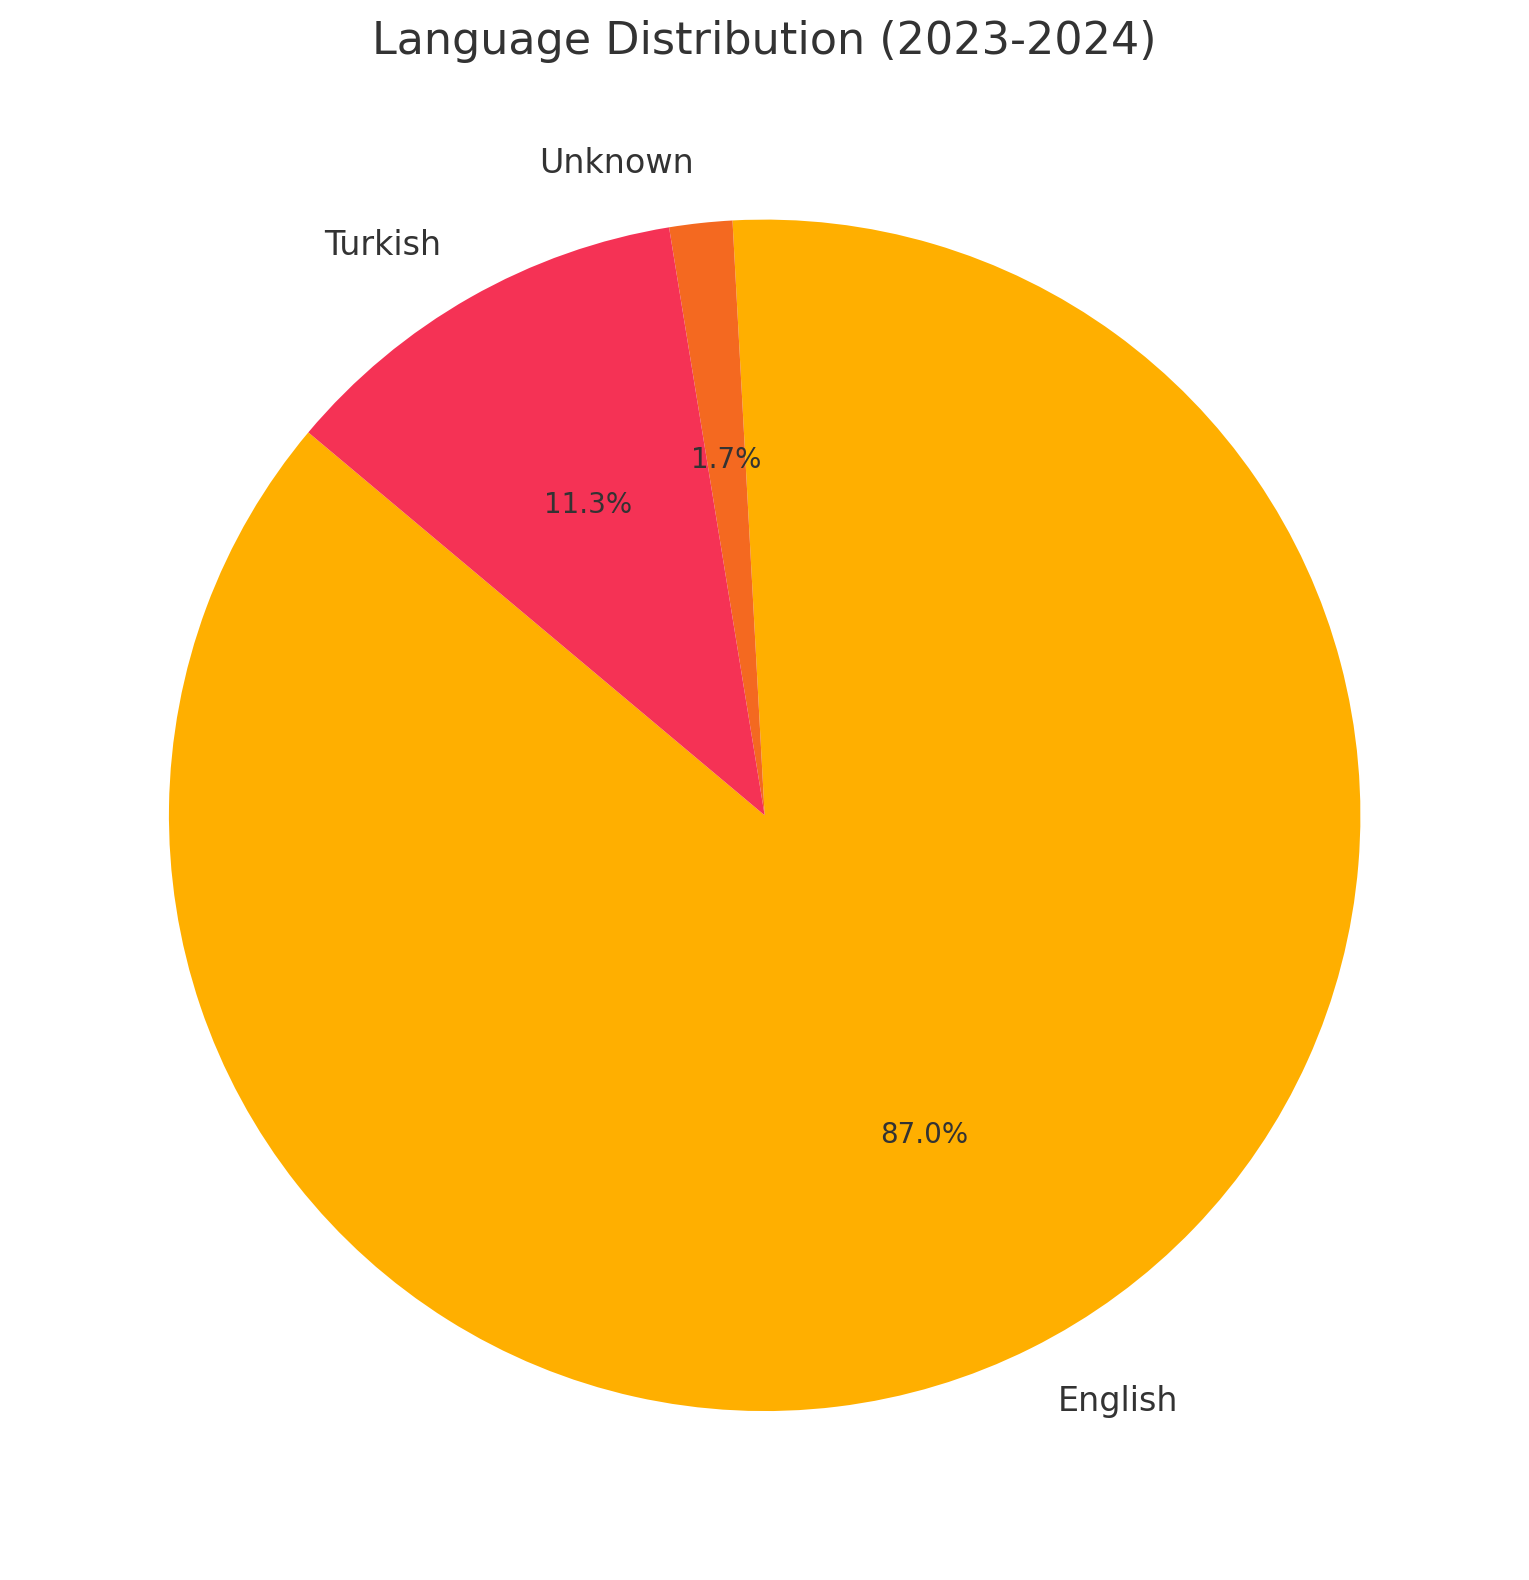 Language Distribution (2023-2024)
Unknown
Turkish
1.7%
11.3%
87.0%
English